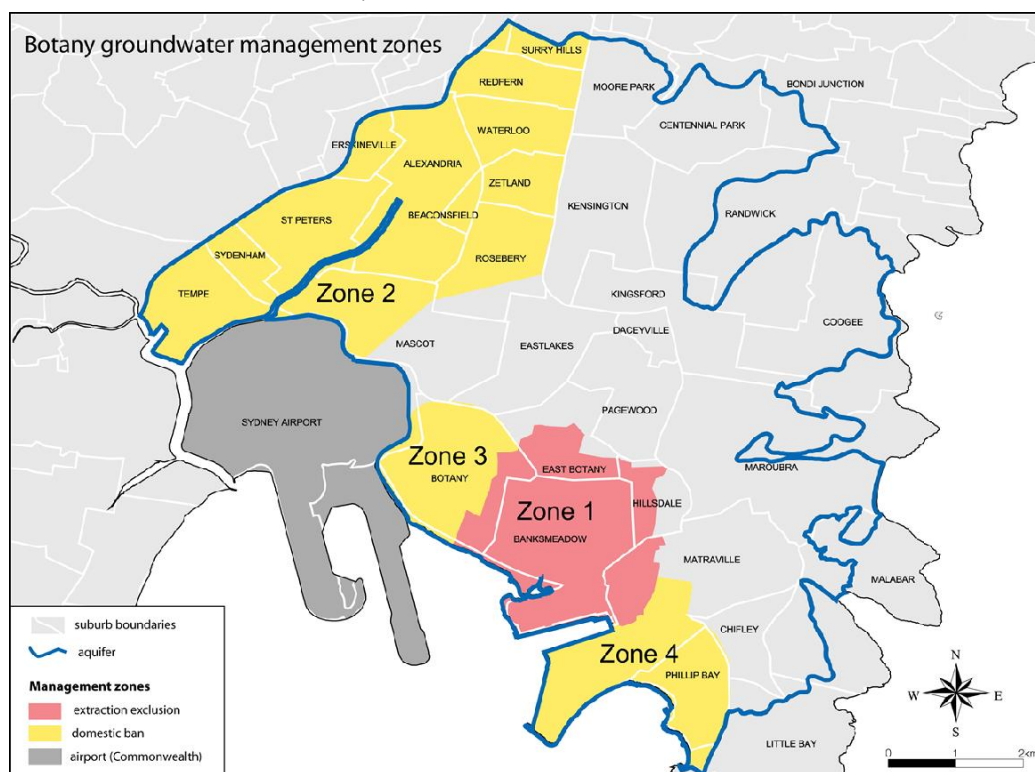 Botany groundwater management zones
SURRY HILLS
REDFERN
MOORE PARK
BONDI JUNCTION
CENTENNIAL PARK
WATERLOO
ERSKINEVILLE
ALEXANDRIA
ZETLAND
KENSINGTON
RANDWICK
ST PETERS
BEACONSFIELD
SYDENHAM
ROSEBERY
TEMPE
Zone 2
KINGSFORD
COOGEE
DACEYVILLE
MASCOT
EASTLAKES
SYDNEY AIRPORT
PAGEWOOD
Zone 3
BOTANY
EAST BOTANY
MAROUBRA
HILLSDALE
Zone 1
BANKSMEADOW
MATRAVILLE
MALABAR
CHIFLEY
Zone 4
PHILLIP BAY
LITTLE BAY
suburb boundaries
aquifer
Management zones
extraction exclusion
domestic ban
airport (Commonwealth)
N
W E
S
0 1 2km